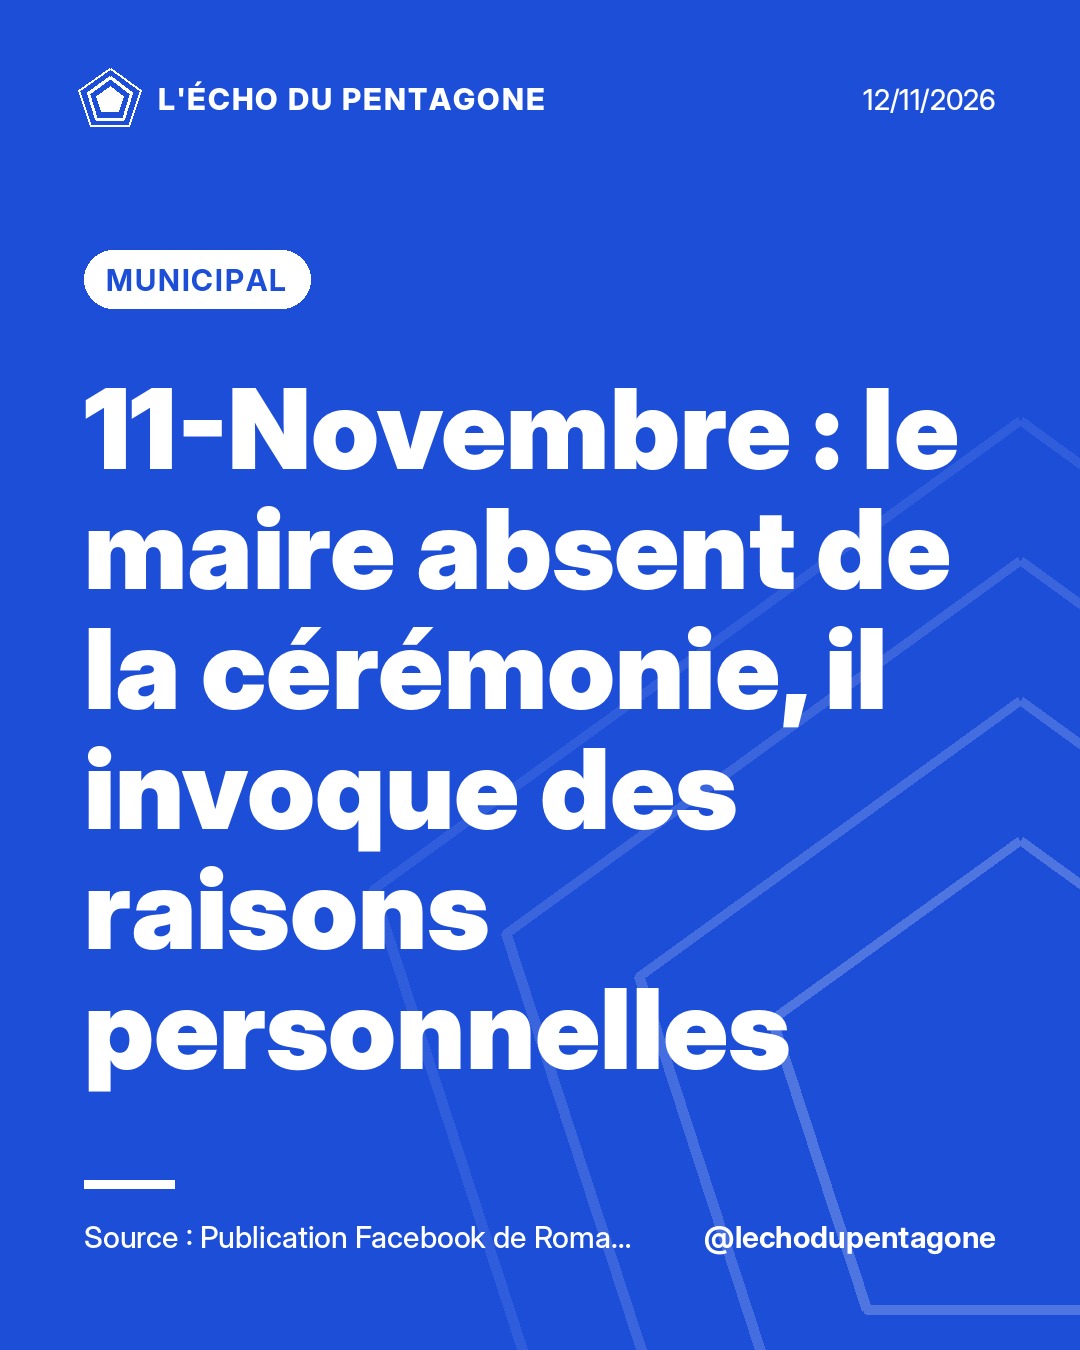 L'ÉCHO DU PENTAGONE
12/11/2026
MUNICIPAL
11-Novembre : le
maire absent de
la cérémonie, il
invoque des
raisons
personnelles
Source : Publication Facebook de Roma...
@lechodupentagone